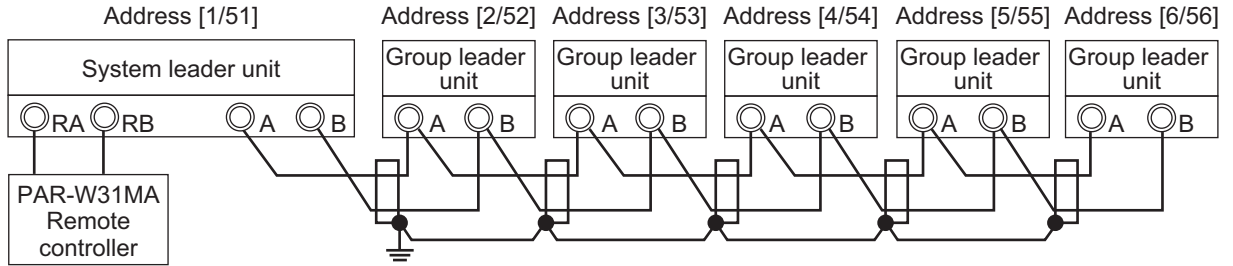 Address [1/51] Address [2/52] Address [3/53] Address [4/54] Address [5/55] Address [6/56]
System leader unit
Group leader
unit
Group leader
unit
Group leader
unit
Group leader
unit
Group leader
unit
RA RB A B A B A B A B A B A B
PAR-W31MA
Remote
controller